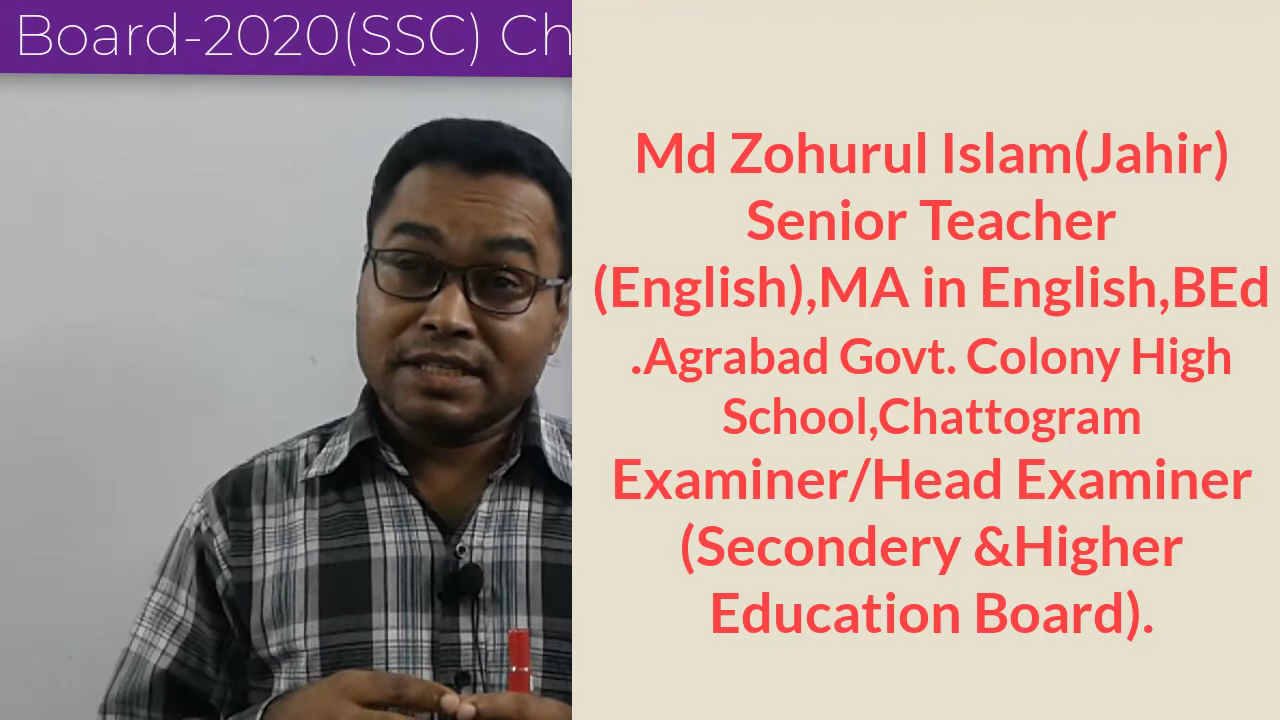 Board-2020(SSC) Ch
Md Zohurul Islam(Jahir)
Senior Teacher
(English),MA in English,BEd
.Agrabad Govt. Colony High
School,Chattogram
Examiner/Head Examiner
(Secondery &Higher
Education Board).